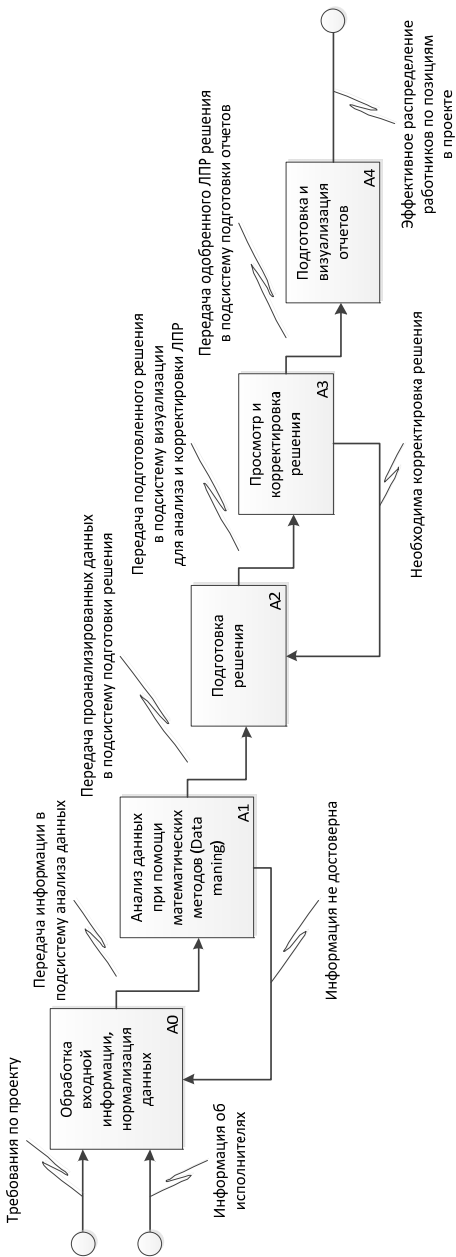 Требования по проекту
Информация об
исполнителях
Обработка
входной
информации,
нормализация
данных
A0
Передача информации в
подсистему анализа данных
Анализ данных
при помощи
математических
методов (Data
maning)
A1
Информация не достоверна
Передача проанализированных данных
в подсистему подготовки решения
Подготовка
решения
A2
Передача подготовленного решения
в подсистему визуализации
для анализа и корректировки ЛПР
Просмотр и
корректировка
решения
A3
Необходима корректировка решения
Передача одобренного ЛПР решения
в подсистему подготовки отчетов
Подготовка и
визуализация
отчетов
A4
Эффективное распределение
работников по позициям
в проекте